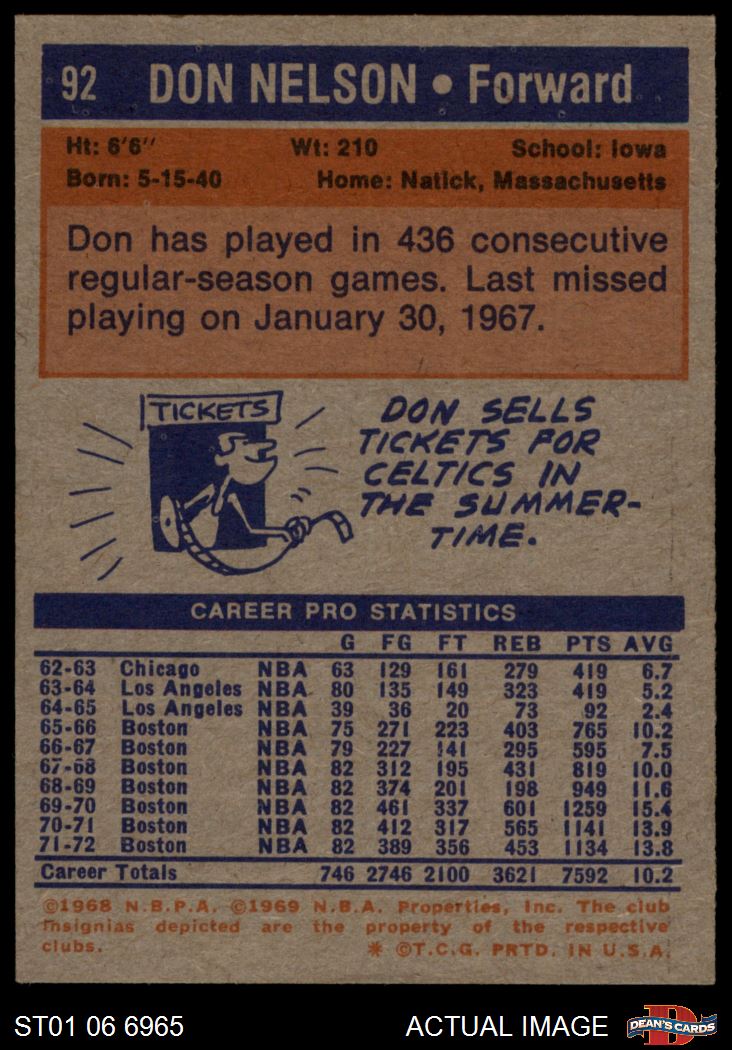 92 DON NELSON • Forward
Ht: 6'6" Wt: 210 School: Iowa
Born: 5-15-40 Home: Natick, Massachusetts
Don has played in 436 consecutive
regular-season games. Last missed
playing on January 30, 1967.
TICKETS
DON SELLS
TICKETS FOR
CELTICS IN
THE SUMMER-
TIME.
CAREER PRO STATISTICS
G FG FT REB PTS AVG
62-63 Chicago NBA 63 129 161 279 419 6.7
63-64 Los Angeles NBA 80 135 149 323 419 5.2
64-65 Los Angeles NBA 39 36 20 73 92 2.4
65-66 Boston NBA 75 271 223 403 765 10.2
66-67 Boston NBA 79 227 141 295 595 7.5
67-68 Boston NBA 82 312 195 431 819 10.0
68-69 Boston NBA 82 374 201 198 949 11.6
69-70 Boston NBA 82 461 337 601 1259 15.4
70-71 Boston NBA 82 412 317 565 1141 13.9
71-72 Boston NBA 82 389 356 453 1134 13.8
Career Totals 746 2746 2100 3621 7592 10.2
©1968 N.B.P.A. ©1969 N.B.A. Properties, Inc. The club
insignias depicted are the property of the respective
clubs. * ©T.C.G. PRTD. IN U.S.A.
ST01 06 6965 ACTUAL IMAGE DEAN'S CARDS